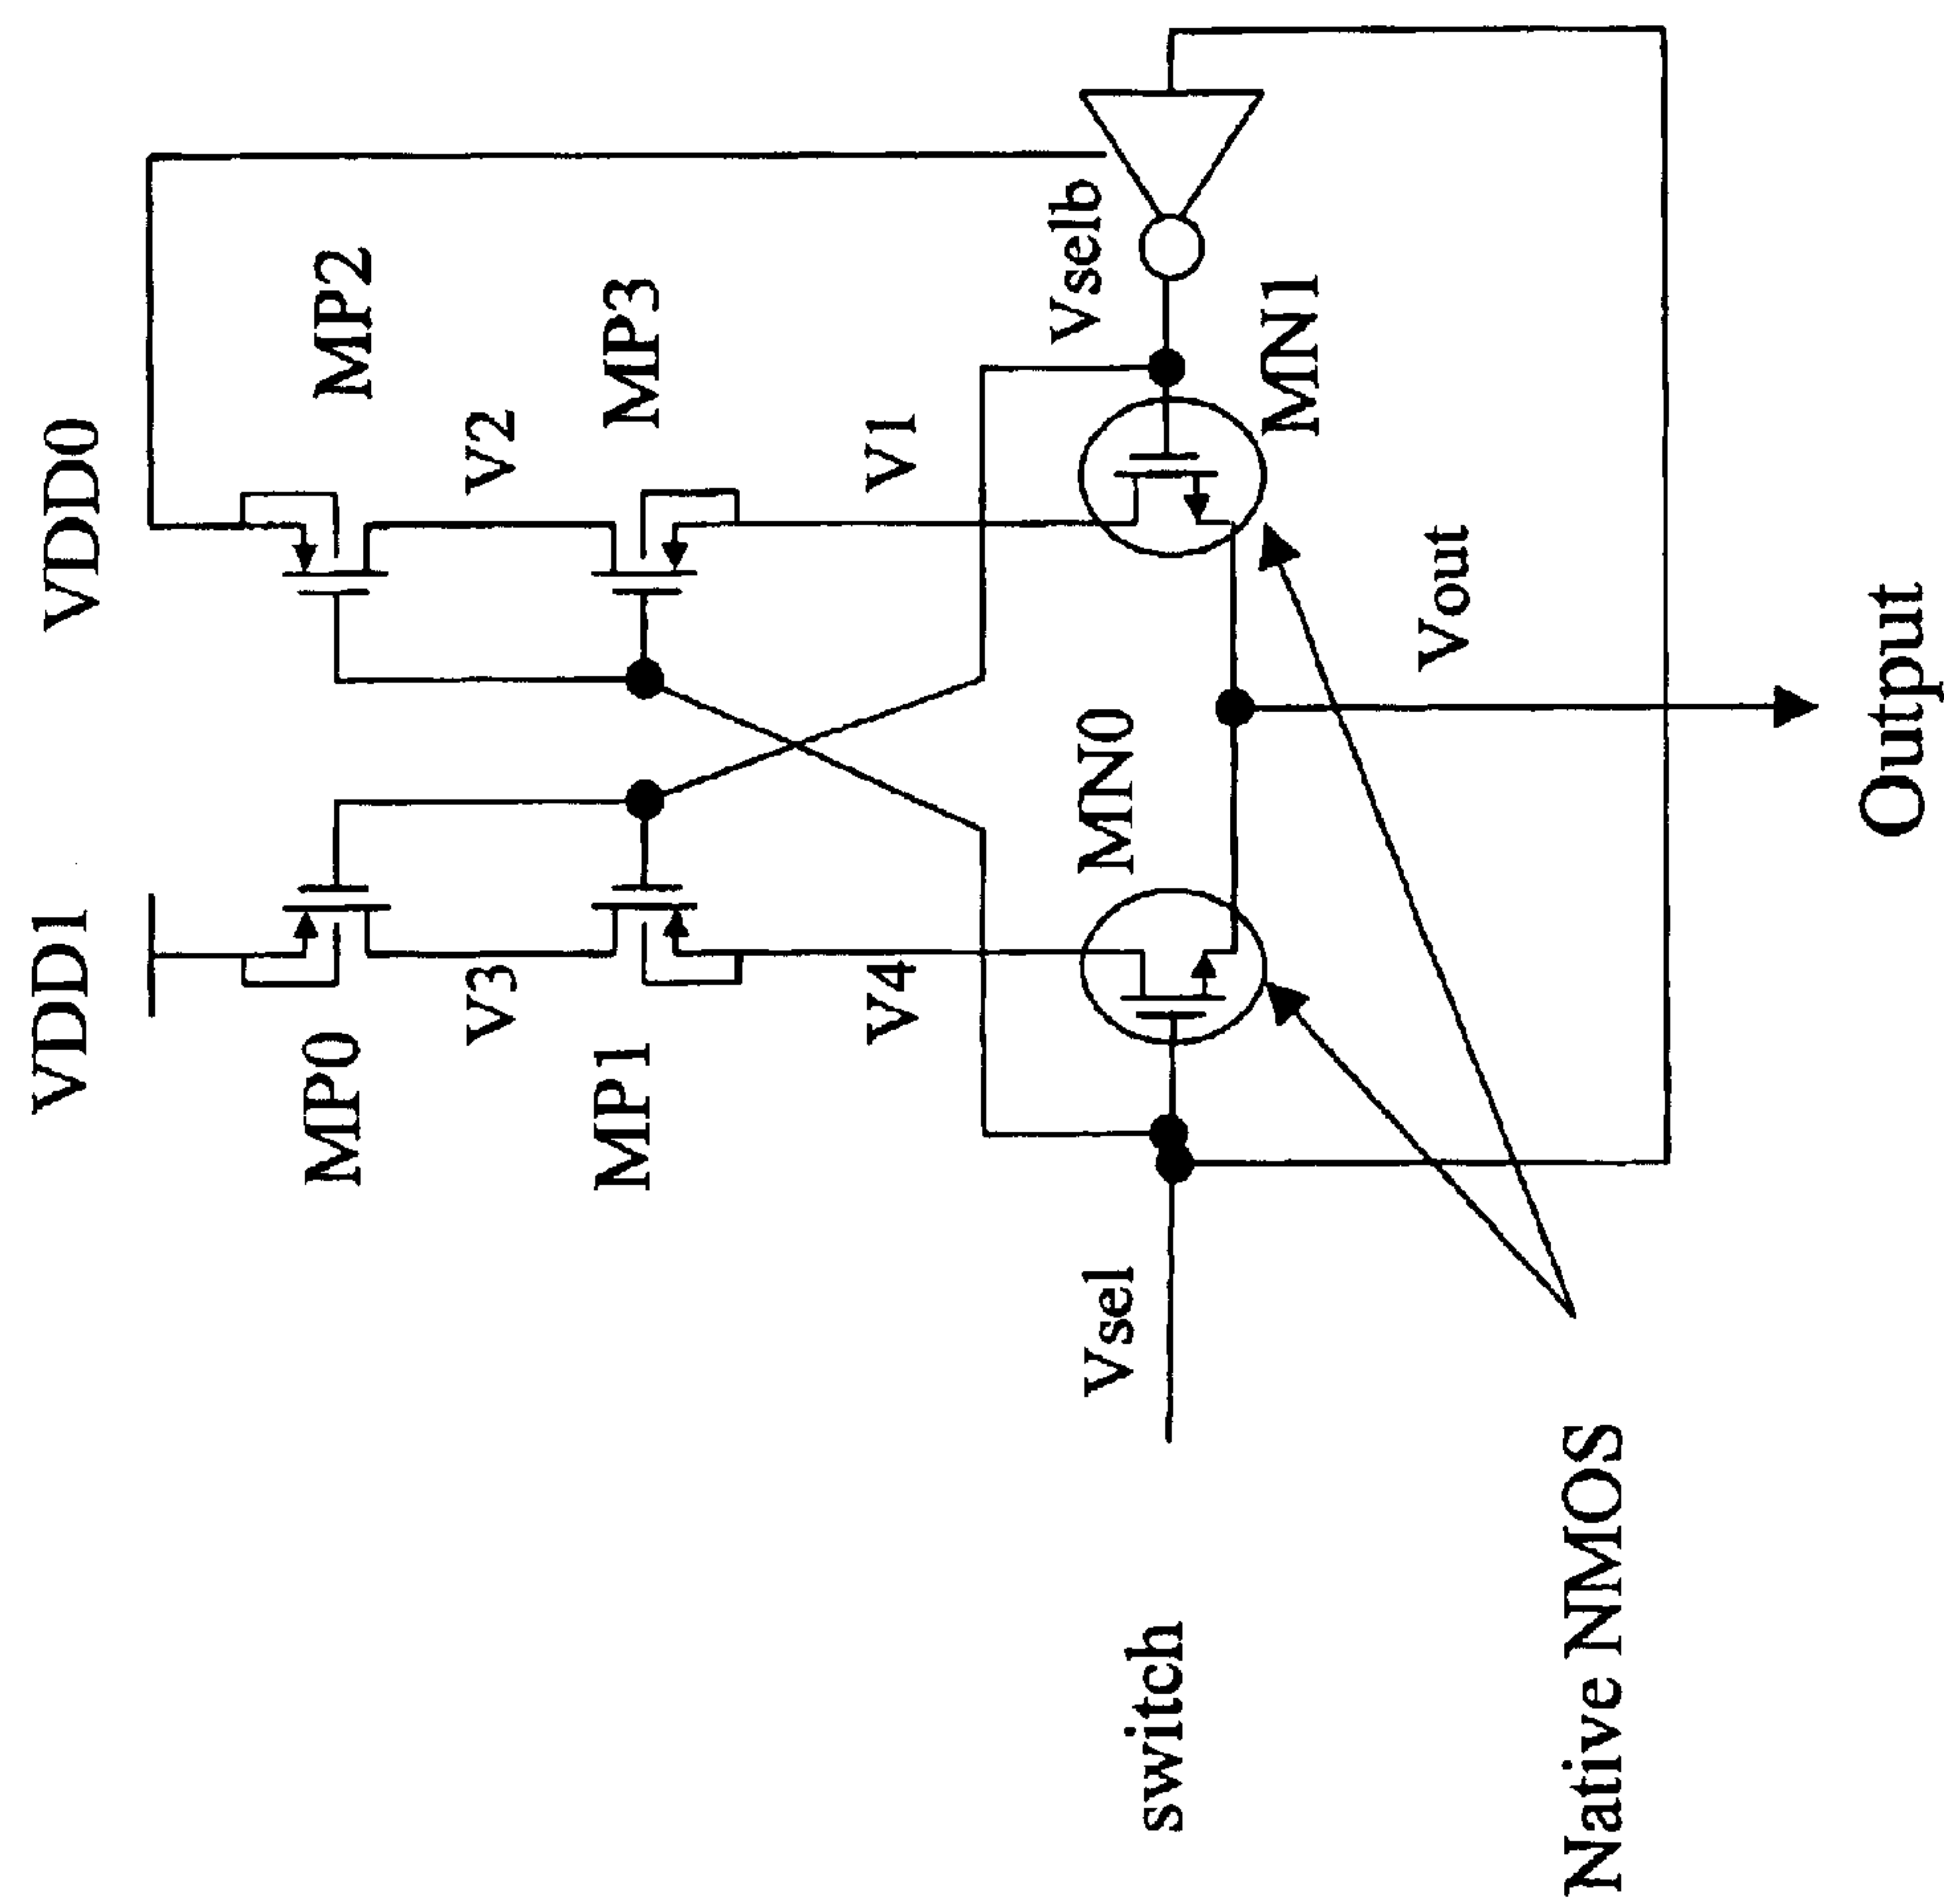 VDD1
VDD0
MP0
MP2
V3
V2
MP1
MP3
V4
V1
Vsel
MN0
Vselb
switch
MN1
Vout
Native NMOS
Output